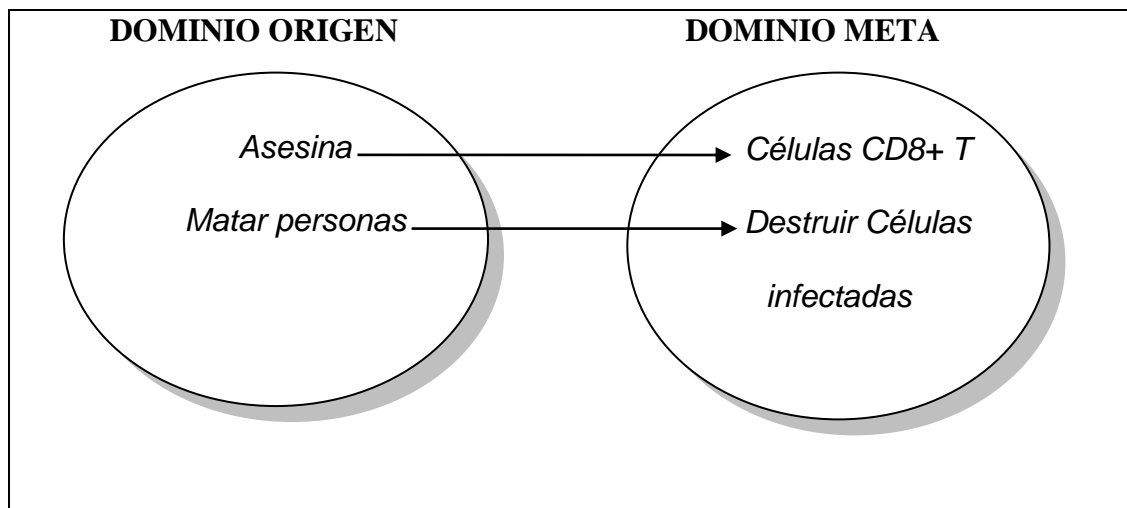 DOMINIO ORIGEN DOMINIO META
Asesina Células CD8+ T
Matar personas Destruir Células
infectadas